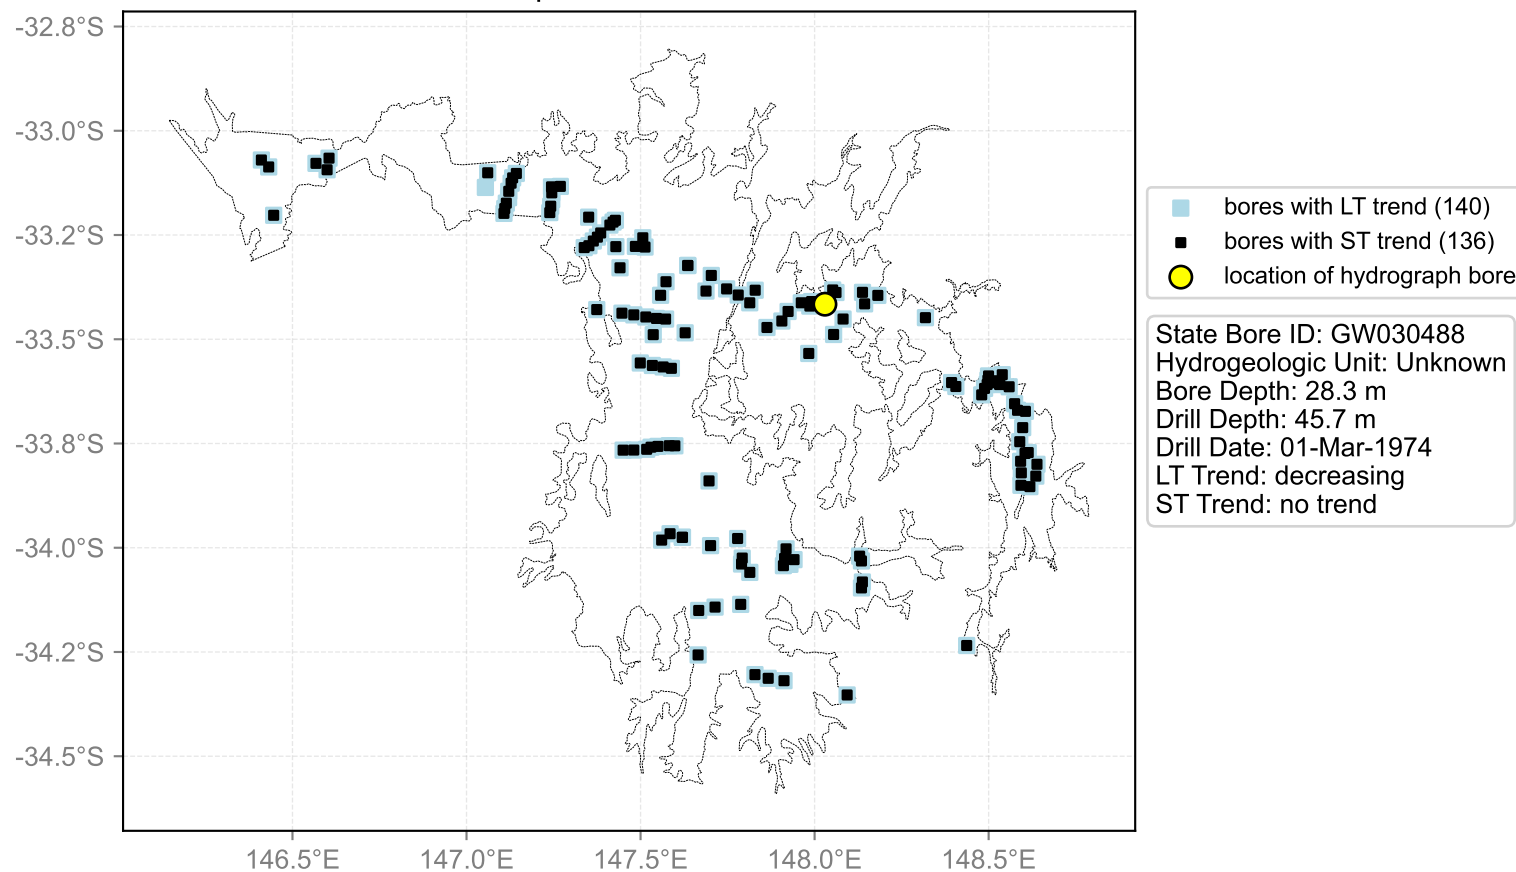 -32.8°S
-33.0°S
-33.2°S
-33.5°S
-33.8°S
-34.0°S
-34.2°S
-34.5°S
146.5°E
147.0°E
147.5°E
148.0°E
148.5°E
bores with LT trend (140)
bores with ST trend (136)
location of hydrograph bore
State Bore ID: GW030488
Hydrogeologic Unit: Unknown
Bore Depth: 28.3 m
Drill Depth: 45.7 m
Drill Date: 01-Mar-1974
LT Trend: decreasing
ST Trend: no trend